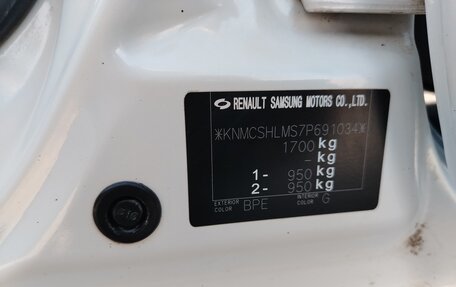 RENAULT SAMSUNG MOTORS CO.,LTD.
*KNMCSHLMS7P691034*
1700 kg
- kg
1- 950 kg
2- 950 kg
EXTERIOR COLOR BPE INTERIOR COLOR G